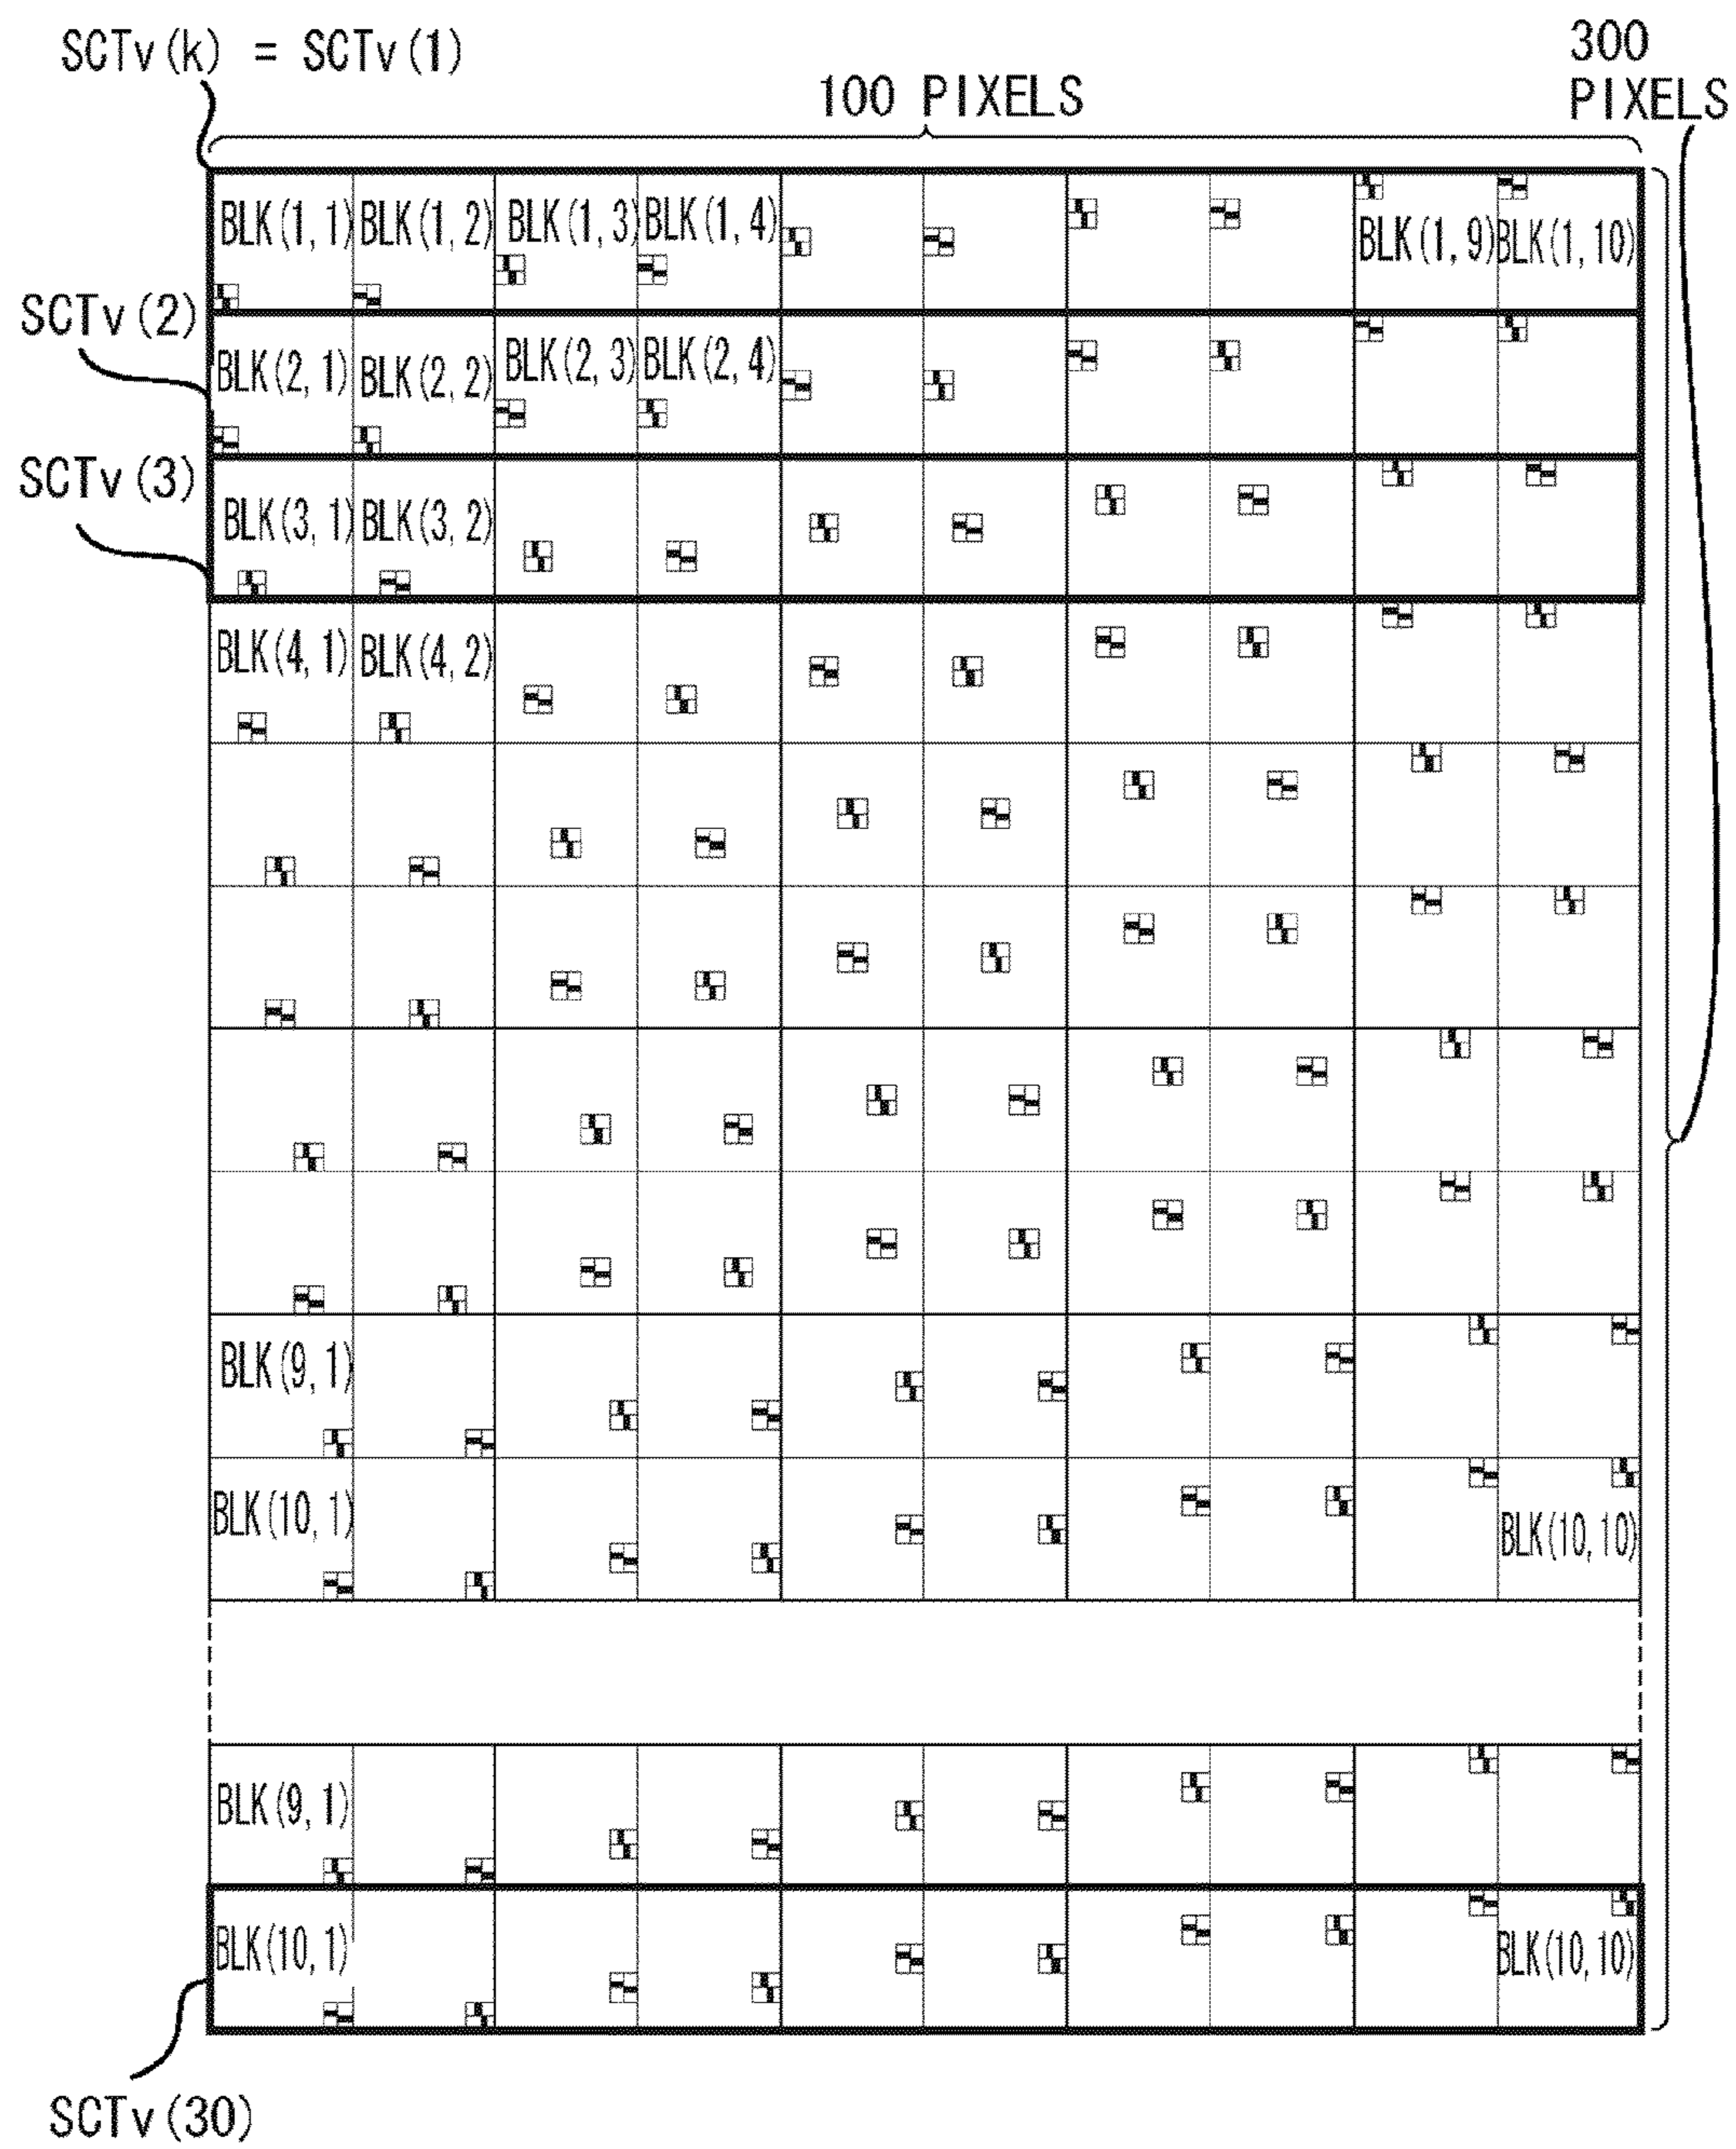 SCTv(k) = SCTv(1)
100 PIXELS
300
PIXELS
BLK(1, 1) BLK(1, 2) BLK(1, 3) BLK(1, 4) BLK(1, 9) BLK(1, 10)
SCTv(2)
BLK(2, 1) BLK(2, 2) BLK(2, 3) BLK(2, 4)
SCTv(3)
BLK(3, 1) BLK(3, 2)
BLK(4, 1) BLK(4, 2)
BLK(9, 1)
BLK(10, 1) BLK(10, 10)
BLK(9, 1)
BLK(10, 1) BLK(10, 10)
SCTv(30)